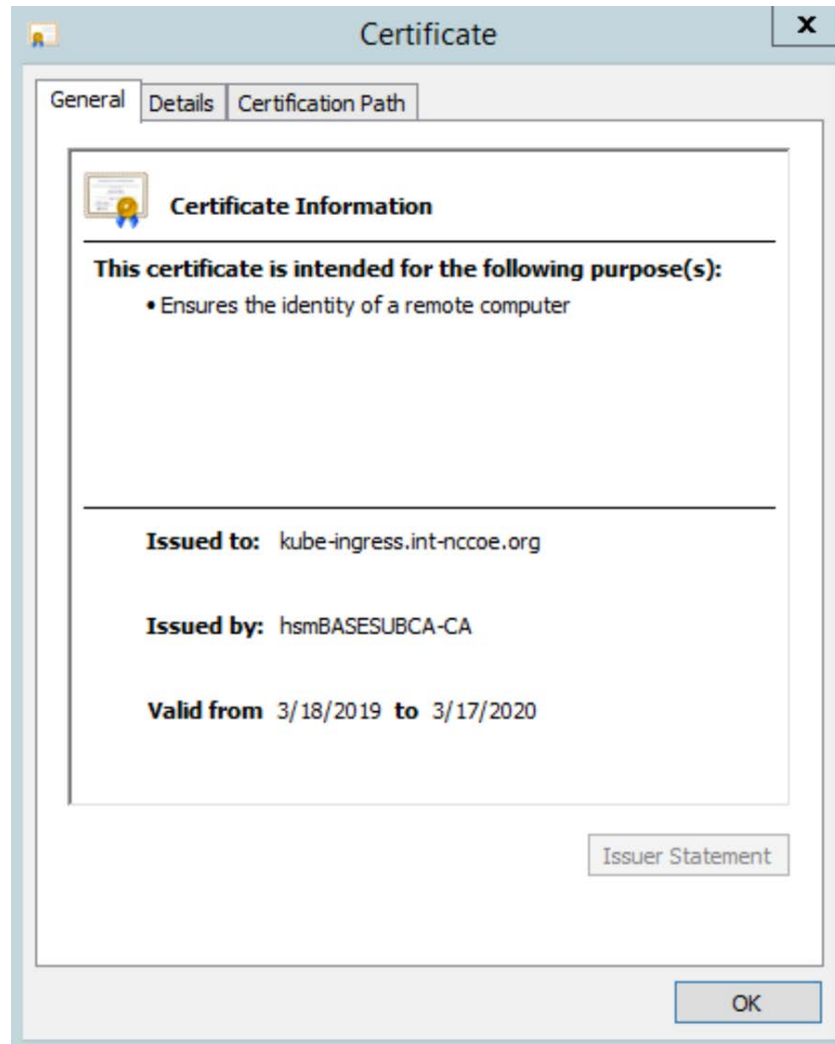 Certificate
x
General Details Certification Path
Certificate Information
This certificate is intended for the following purpose(s):
• Ensures the identity of a remote computer
Issued to: kube-ingress.int-nccoe.org
Issued by: hsmBASESUBCA-CA
Valid from 3/18/2019 to 3/17/2020
Issuer Statement
OK